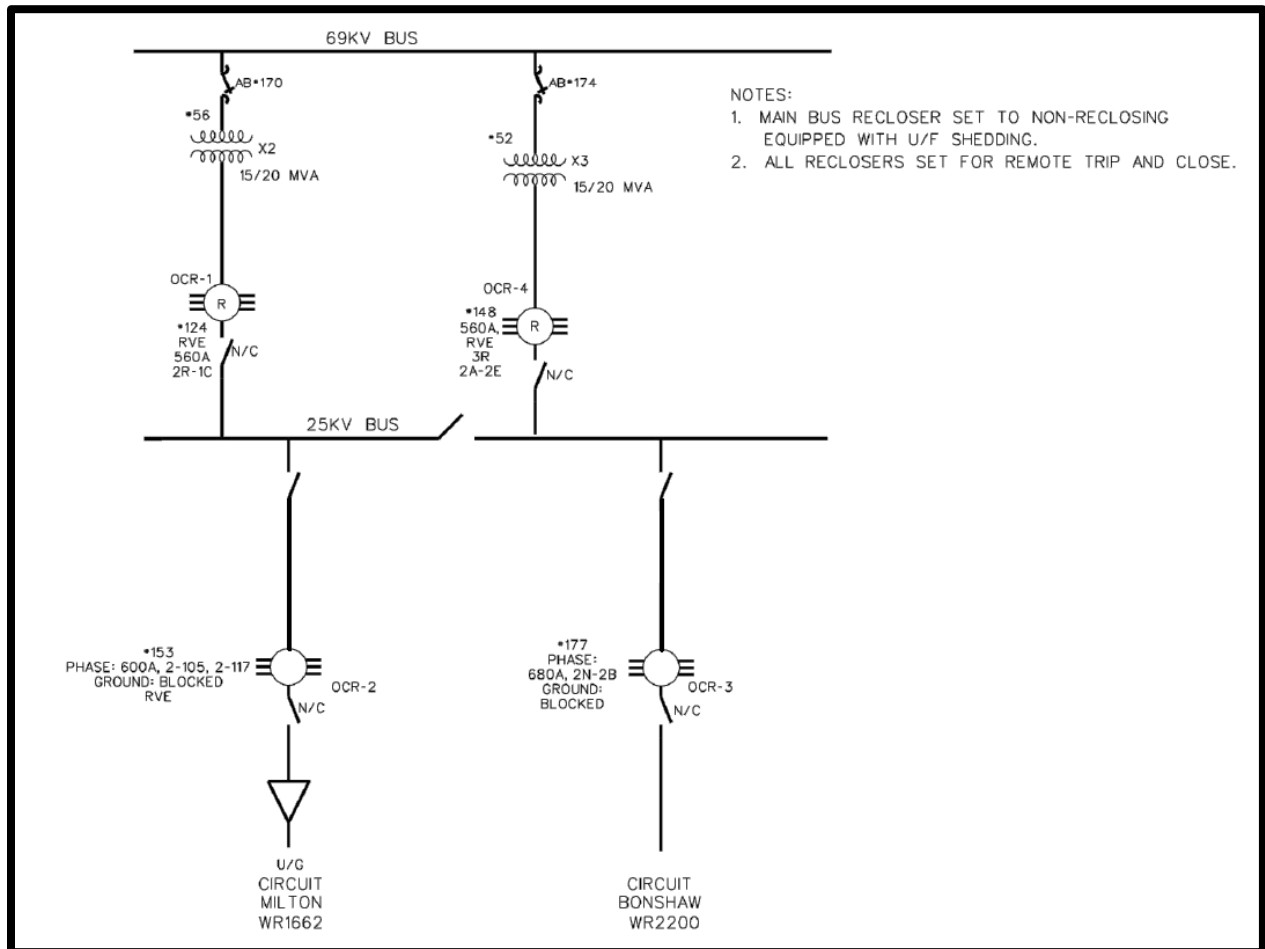 69KV BUS
AB•170
AB•174
NOTES:
1. MAIN BUS RECLOSER SET TO NON-RECLOSING
EQUIPPED WITH U/F SHEDDING.
2. ALL RECLOSERS SET FOR REMOTE TRIP AND CLOSE.
•56
X2
15/20 MVA
•52
X3
15/20 MVA
OCR-1
R
•124
RVE
560A
2R-1C
N/C
OCR-4
•148
560A,
RVE
3R
2A-2E
R
N/C
25KV BUS
•153
PHASE: 600A, 2-105, 2-117
GROUND: BLOCKED
RVE
OCR-2
N/C
•177
PHASE:
680A, 2N-2B
GROUND:
BLOCKED
OCR-3
N/C
U/G
CIRCUIT
MILTON
WR1662
CIRCUIT
BONSHAW
WR2200